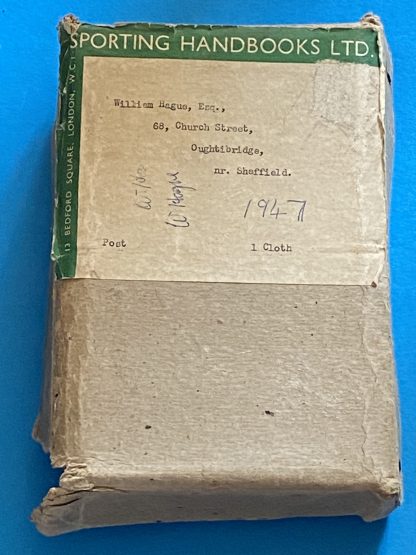 SPORTING HANDBOOKS LTD.
13 BEDFORD SQUARE, LONDON, W.C.1
William Hague, Esq.,
68, Church Street,
Oughtibridge,
nr. Sheffield.
W Hague
1947
Post 1 Cloth